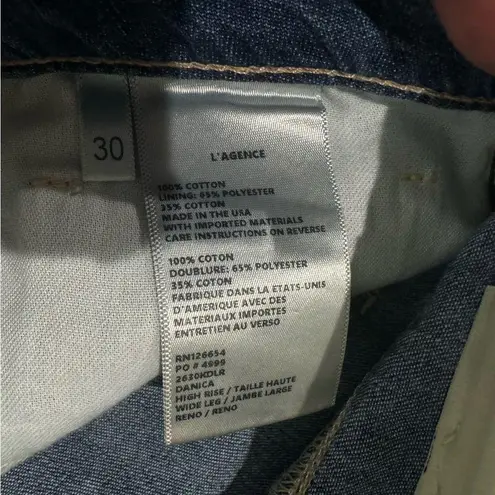 30
L'AGENCE
100% COTTON
LINING: 65% POLYESTER
35% COTTON
MADE IN THE USA
WITH IMPORTED MATERIALS
CARE INSTRUCTIONS ON REVERSE
100% COTON
DOUBLURE: 65% POLYESTER
35% COTON
FABRIQUE DANS LA ETATS-UNIS
D'AMERIQUE AVEC DES
MATERIAUX IMPORTES
ENTRETIEN AU VERSO
RN126654
PO # 4999
2630KDLR
DANICA
HIGH RISE / TAILLE HAUTE
WIDE LEG / JAMBE LARGE
RENO / RENO